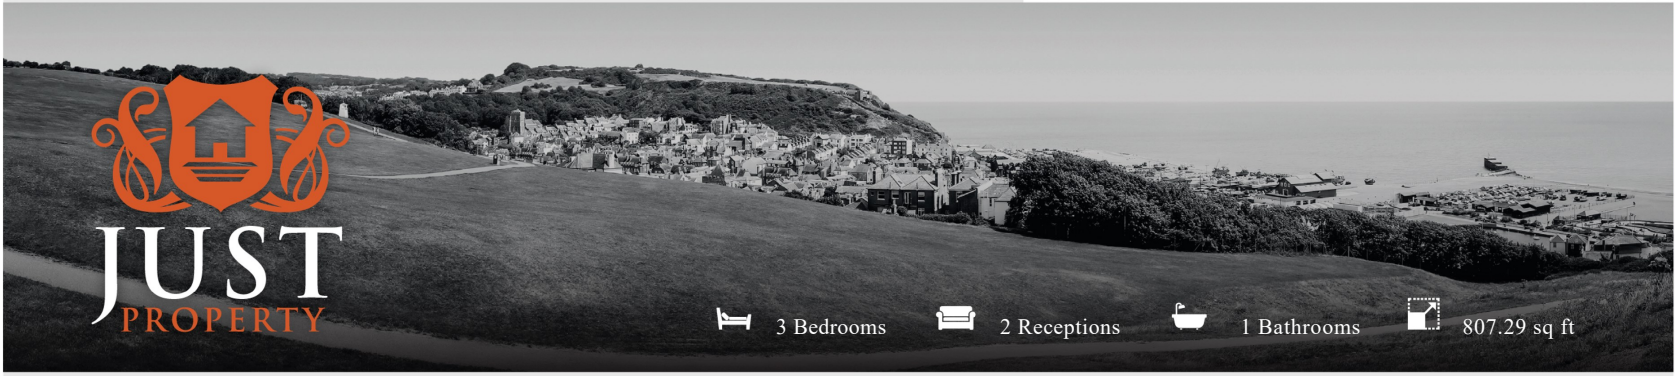 JUST
PROPERTY
3 Bedrooms
2 Receptions
1 Bathrooms
807.29 sq ft